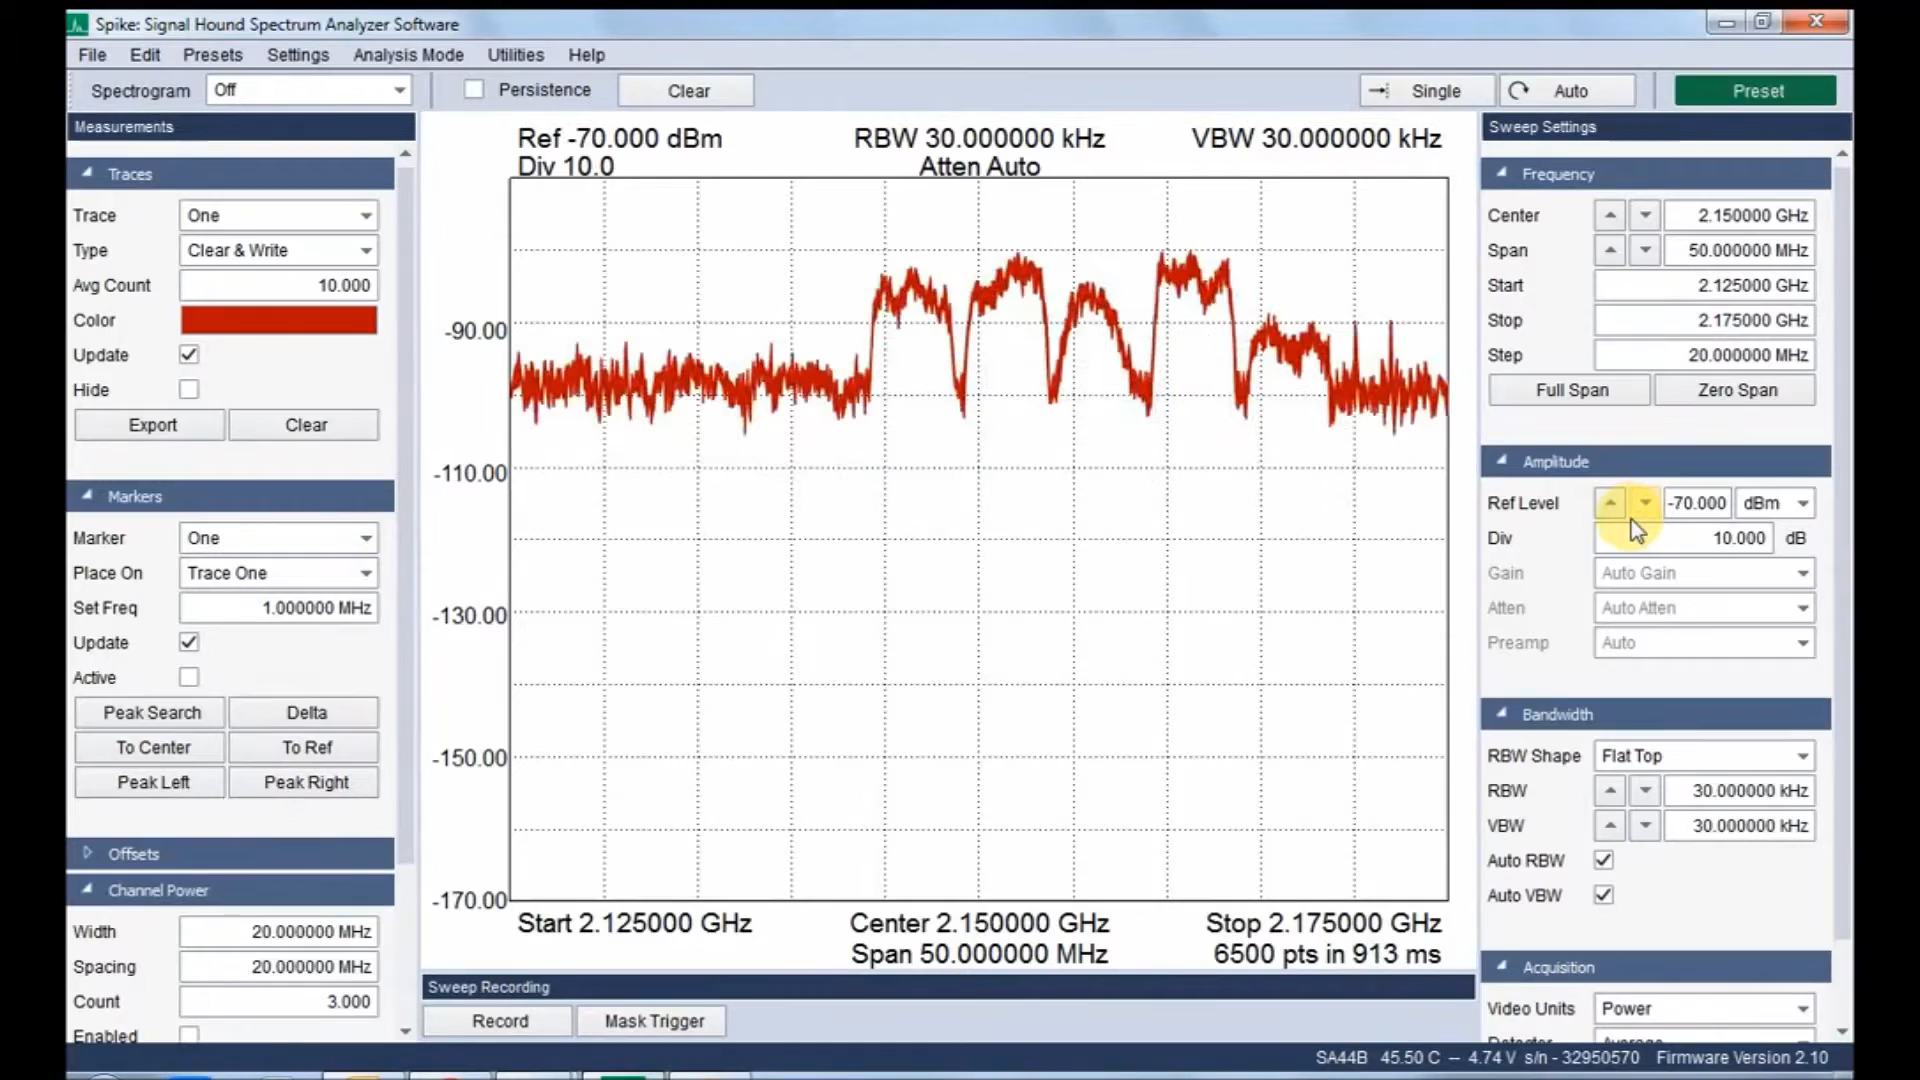 Spike: Signal Hound Spectrum Analyzer Software
File Edit Presets Settings Analysis Mode Utilities Help
Spectrogram Off Persistence Clear Single Auto Preset
Measurements
Traces
Trace One
Type Clear & Write
Avg Count 10.000
Color
Update
Hide
Export Clear
Markers
Marker One
Place On Trace One
Set Freq 1.000000 MHz
Update
Active
Peak Search Delta
To Center To Ref
Peak Left Peak Right
Offsets
Channel Power
Width 20.000000 MHz
Spacing 20.000000 MHz
Count 3.000
Enabled
Ref -70.000 dBm RBW 30.000000 kHz VBW 30.000000 kHz
Div 10.0 Atten Auto
-90.00
-110.00
-130.00
-150.00
-170.00
Start 2.125000 GHz Center 2.150000 GHz Stop 2.175000 GHz
Span 50.000000 MHz 6500 pts in 913 ms
Sweep Recording
Record Mask Trigger
Sweep Settings
Frequency
Center 2.150000 GHz
Span 50.000000 MHz
Start 2.125000 GHz
Stop 2.175000 GHz
Step 20.000000 MHz
Full Span Zero Span
Amplitude
Ref Level -70.000 dBm
Div 10.000 dB
Gain Auto Gain
Atten Auto Atten
Preamp Auto
Bandwidth
RBW Shape Flat Top
RBW 30.000000 kHz
VBW 30.000000 kHz
Auto RBW
Auto VBW
Acquisition
Video Units Power
Detector Average
SA44B 45.50 C -- 4.74 V s/n - 32950570 Firmware Version 2.10